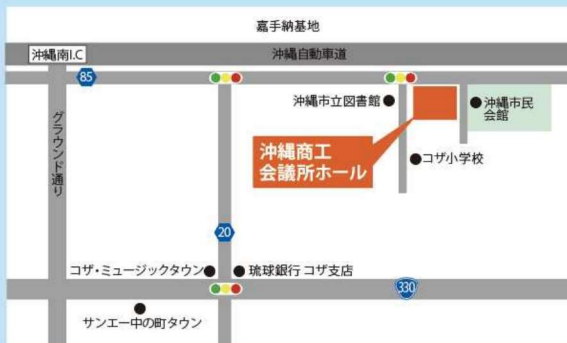 嘉手納基地
沖縄南I.C
沖縄自動車道
85
沖縄市立図書館
沖縄市民
会館
グラウンド通り
沖縄商工
会議所ホール
コザ小学校
20
コザ・ミュージックタウン
琉球銀行 コザ支店
330
サンエー中の町タウン